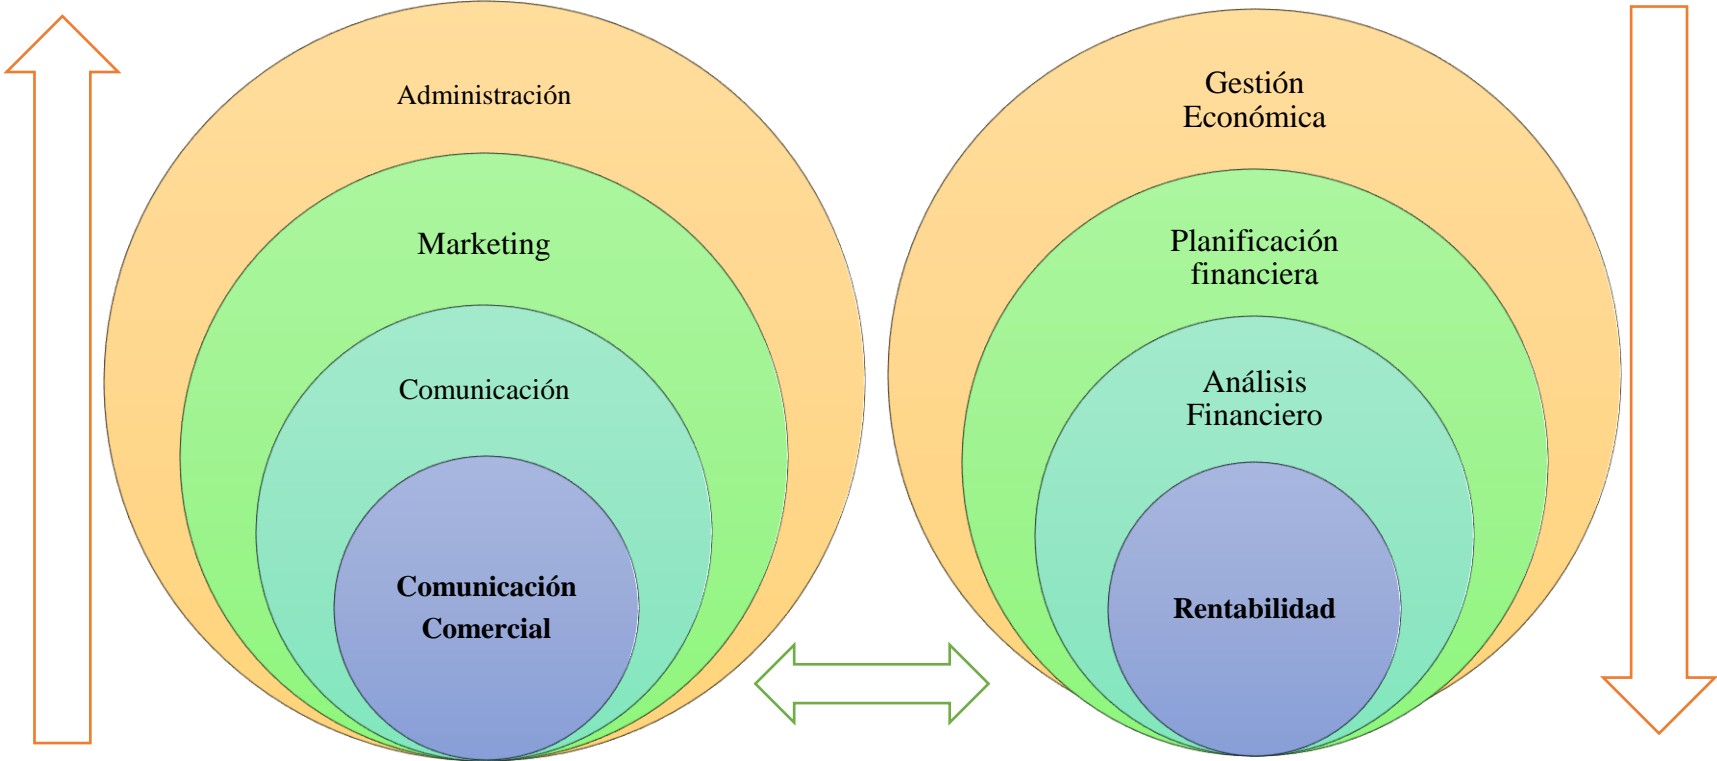 Administración
Marketing
Comunicación
Comunicación
Comercial
Gestión
Económica
Planificación
financiera
Análisis
Financiero
Rentabilidad